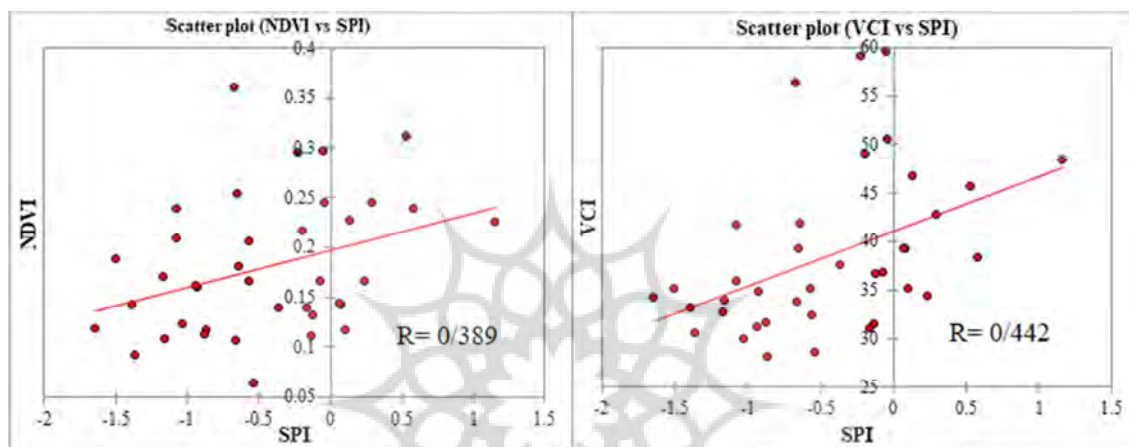 Scatter plot (NDVI vs SPI)
NDVI
0.4
0.35
0.3
0.25
0.2
0.15
0.1
0.05
R= 0/389
-2 -1.5 -1 -0.5 0 0.5 1 1.5
SPI
Scatter plot (VCI vs SPI)
VCI
60
55
50
45
40
35
30
25
R= 0/442
-2 -1.5 -1 -0.5 0 0.5 1 1.5
SPI